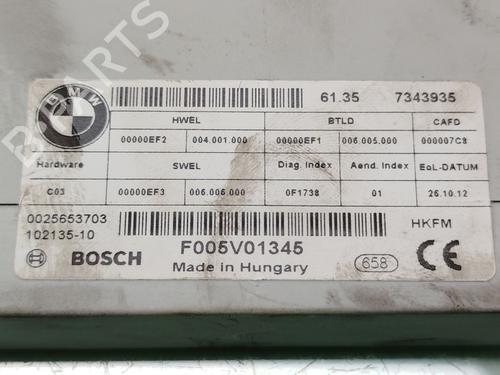 B PARTS
BMW
61.35 7343935
HWEL BTLD CAFD
00000EF2 004.001.000 00000EF1 006.005.000 000007C8
Hardware SWEL Diag. Index Aend. Index EoL-DATUM
C03 00000EF3 006.006.000 0F1738 01 26.10.12
0025653703
102135-10
HKFM
BOSCH
F005V01345
Made in Hungary
658
CE